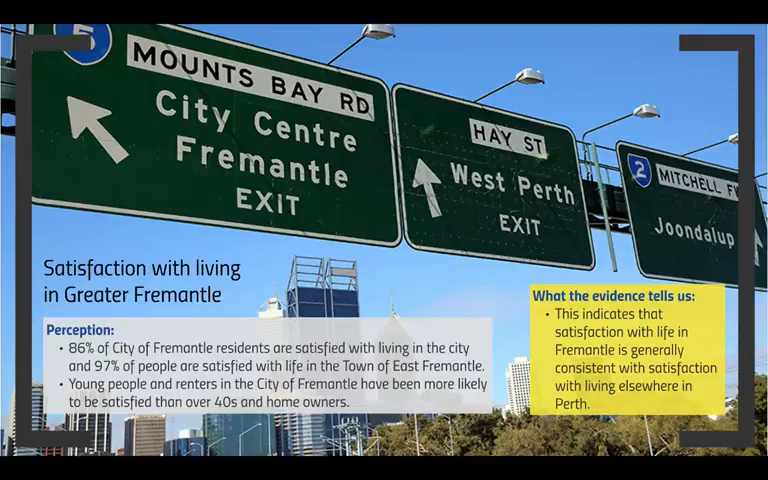 5
MOUNTS BAY RD
City Centre
Fremantle
EXIT
HAY ST
West Perth
EXIT
2
MITCHELL F
Joondalup
Satisfaction with living
in Greater Fremantle
Perception:
• 86% of City of Fremantle residents are satisfied with living in the city
and 97% of people are satisfied with life in the Town of East Fremantle.
• Young people and renters in the City of Fremantle have been more likely
to be satisfied than over 40s and home owners.
What the evidence tells us:
• This indicates that
satisfaction with life in
Fremantle is generally
consistent with satisfaction
with living elsewhere in
Perth.